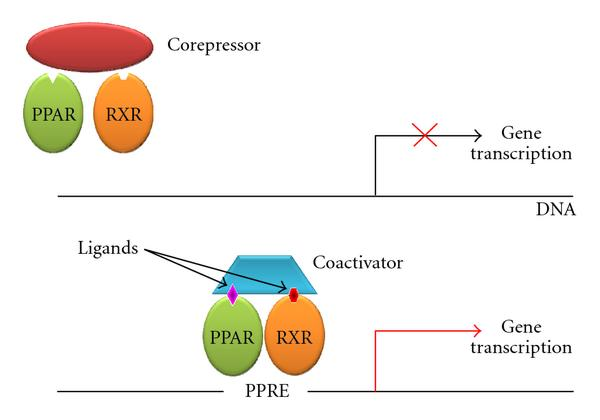 Corepressor
PPAR
RXR
Gene
transcription
DNA
Ligands
Coactivator
PPAR
RXR
Gene
transcription
PPRE